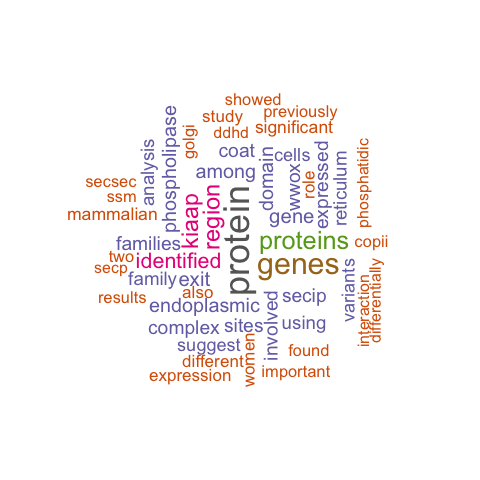 showed
previously
study
ddhd
significant
golgi
phospholipase
analysis
coat
among
domain
cells
wwox
role
expressed
reticulum
phosphatidic
secsec
ssm
mammalian
kiaap
region
protein
gene
families
proteins
copii
two
identified
genes
secp
family
exit
results
also
endoplasmic
secip
variants
interaction
differentially
complex
sites
involved
using
suggest
different
women
found
expression
important